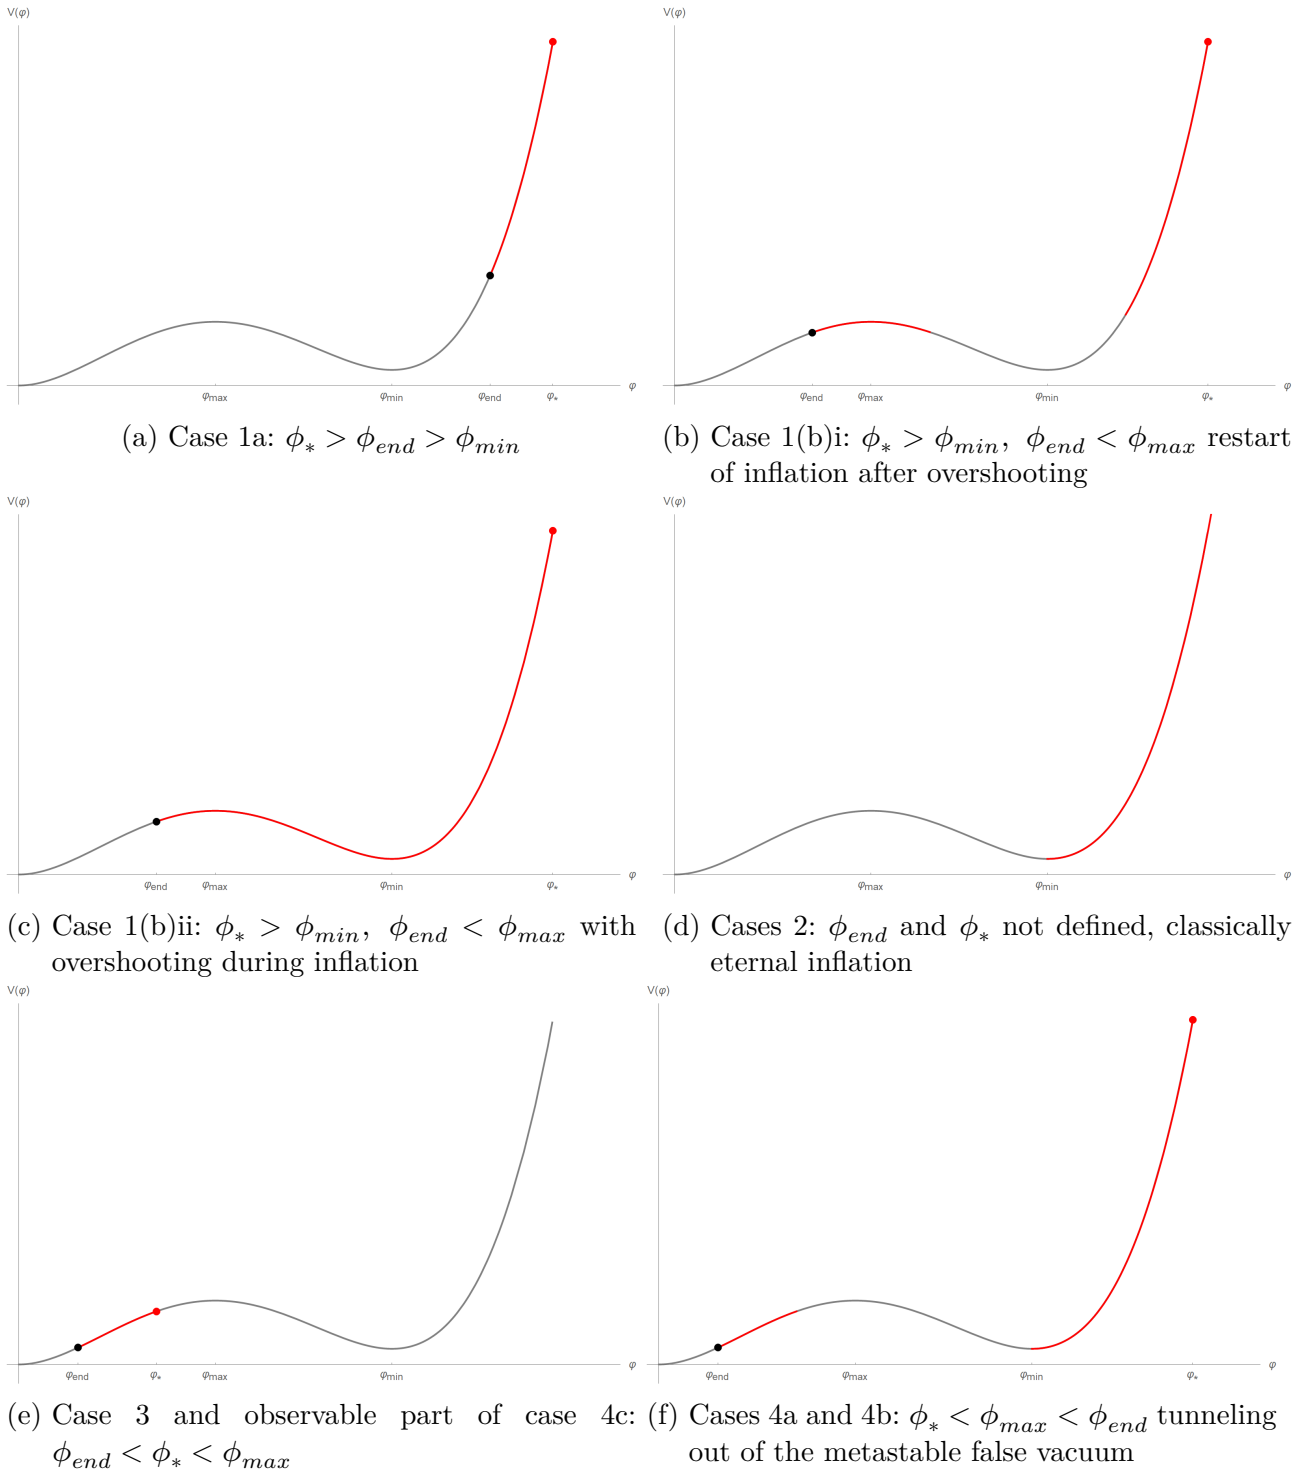 V(φ)
φ
φmax
φmin
φend
φ*
(a) Case 1a: ϕ∗ > ϕend > ϕmin
V(φ)
φ
φend
φmax
φmin
φ*
(b) Case 1(b)i: ϕ∗ > ϕmin, ϕend < ϕmax restart
of inflation after overshooting
V(φ)
φ
φend
φmax
φmin
φ*
(c) Case 1(b)ii: ϕ∗ > ϕmin, ϕend < ϕmax with
overshooting during inflation
V(φ)
φ
φmax
φmin
(d) Cases 2: ϕend and ϕ∗ not defined, classically
eternal inflation
V(φ)
φ
φend
φ*
φmax
φmin
(e) Case 3 and observable part of case 4c:
ϕend < ϕ∗ < ϕmax
V(φ)
φ
φend
φmax
φmin
φ*
(f) Cases 4a and 4b: ϕ∗ < ϕmax < ϕend tunneling
out of the metastable false vacuum